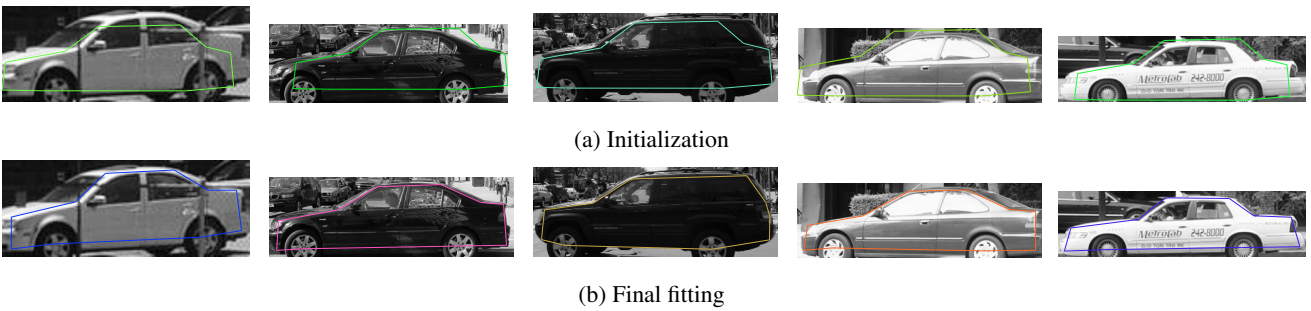 MetroCab 242-8000
(a) Initialization
MetroCab 242-8000
(b) Final fitting